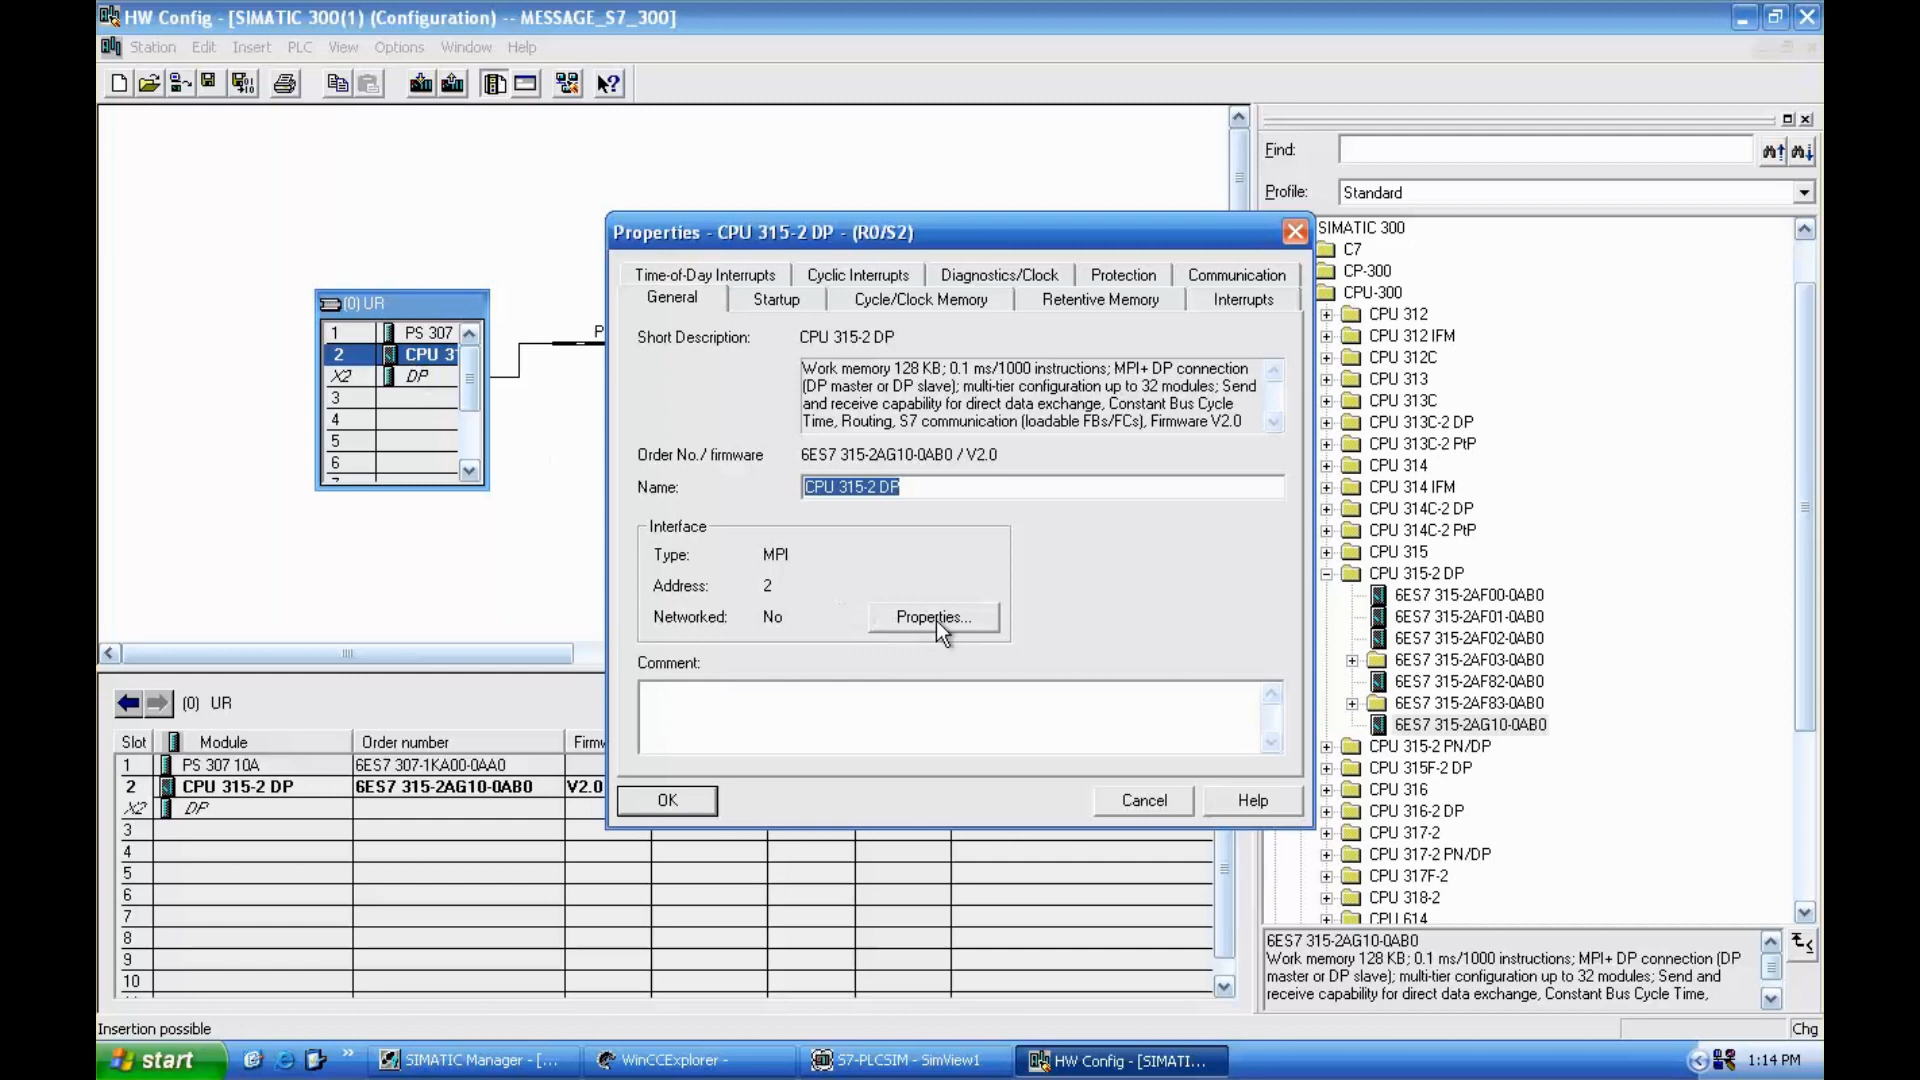 HW Config - [SIMATIC 300(1) (Configuration) -- MESSAGE_S7_300]
Station Edit Insert PLC View Options Window Help
Find:
Profile: Standard
(0) UR
1 PS 307
2 CPU 3
X2 DP
3
4
5
6
P
Properties - CPU 315-2 DP - (R0/S2)
Time-of-Day Interrupts Cyclic Interrupts Diagnostics/Clock Protection Communication
General Startup Cycle/Clock Memory Retentive Memory Interrupts
Short Description: CPU 315-2 DP
Work memory 128 KB; 0.1 ms/1000 instructions; MPI+ DP connection
(DP master or DP slave); multi-tier configuration up to 32 modules; Send
and receive capability for direct data exchange, Constant Bus Cycle
Time, Routing, S7 communication (loadable FBs/FCs), Firmware V2.0
Order No./ firmware 6ES7 315-2AG10-0AB0 / V2.0
Name: CPU 315-2 DP
Interface
Type: MPI
Address: 2
Networked: No Properties...
Comment:
OK Cancel Help
SIMATIC 300
C7
CP-300
CPU-300
CPU 312
CPU 312 IFM
CPU 312C
CPU 313
CPU 313C
CPU 313C-2 DP
CPU 313C-2 PtP
CPU 314
CPU 314 IFM
CPU 314C-2 DP
CPU 314C-2 PtP
CPU 315
CPU 315-2 DP
6ES7 315-2AF00-0AB0
6ES7 315-2AF01-0AB0
6ES7 315-2AF02-0AB0
6ES7 315-2AF03-0AB0
6ES7 315-2AF82-0AB0
6ES7 315-2AF83-0AB0
6ES7 315-2AG10-0AB0
CPU 315-2 PN/DP
CPU 315F-2 DP
CPU 316
CPU 316-2 DP
CPU 317-2
CPU 317-2 PN/DP
CPU 317F-2
CPU 318-2
CPU 614
6ES7 315-2AG10-0AB0
Work memory 128 KB; 0.1 ms/1000 instructions; MPI+ DP connection (DP
master or DP slave); multi-tier configuration up to 32 modules; Send and
receive capability for direct data exchange, Constant Bus Cycle Time,
(0) UR
Slot Module Order number Firmw
1 PS 307 10A 6ES7 307-1KA00-0AA0
2 CPU 315-2 DP 6ES7 315-2AG10-0AB0 V2.0
X2 DP
3
4
5
6
7
8
9
10
Insertion possible
Chg
start SIMATIC Manager - [... WinCCExplorer - S7-PLCSIM - SimView1 HW Config - [SIMATI... 1:14 PM